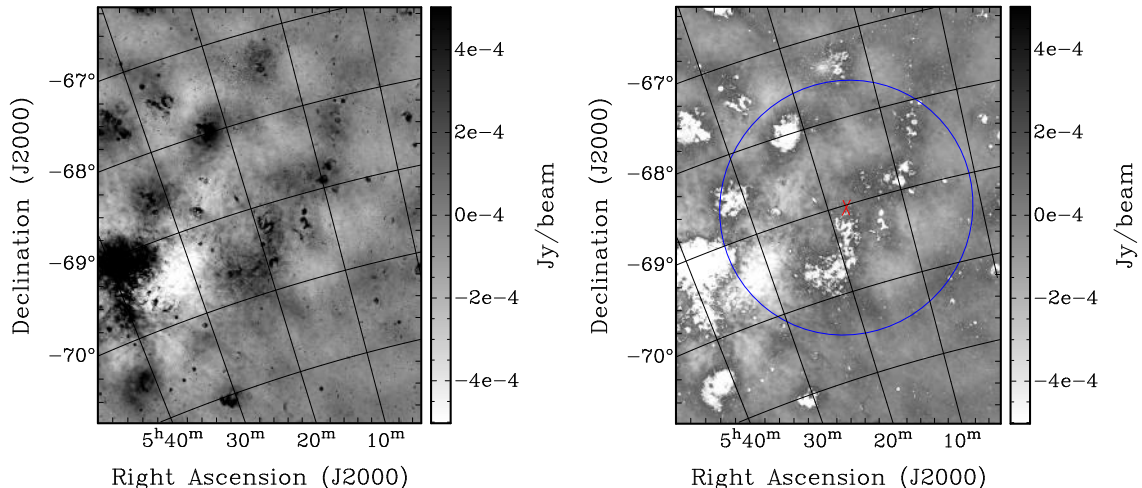 4e−4
−67°
2e−4
−68°
0e−4
−69°
−2e−4
−70°
−4e−4
5ʰ40ᵐ 30ᵐ 20ᵐ 10ᵐ
Right Ascension (J2000)
Declination (J2000)
Jy/beam
4e−4
−67°
2e−4
−68°
0e−4
−69°
−2e−4
−70°
−4e−4
5ʰ40ᵐ 30ᵐ 20ᵐ 10ᵐ
Right Ascension (J2000)
Declination (J2000)
Jy/beam